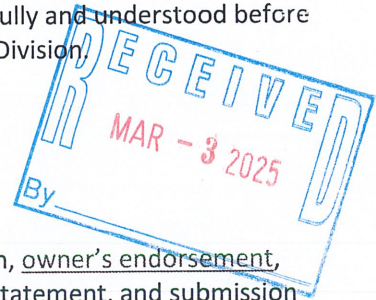 ully and understood before
Division.
RECEIVED
MAR - 3 2025
By
n, owner's endorsement,
tatement, and submission